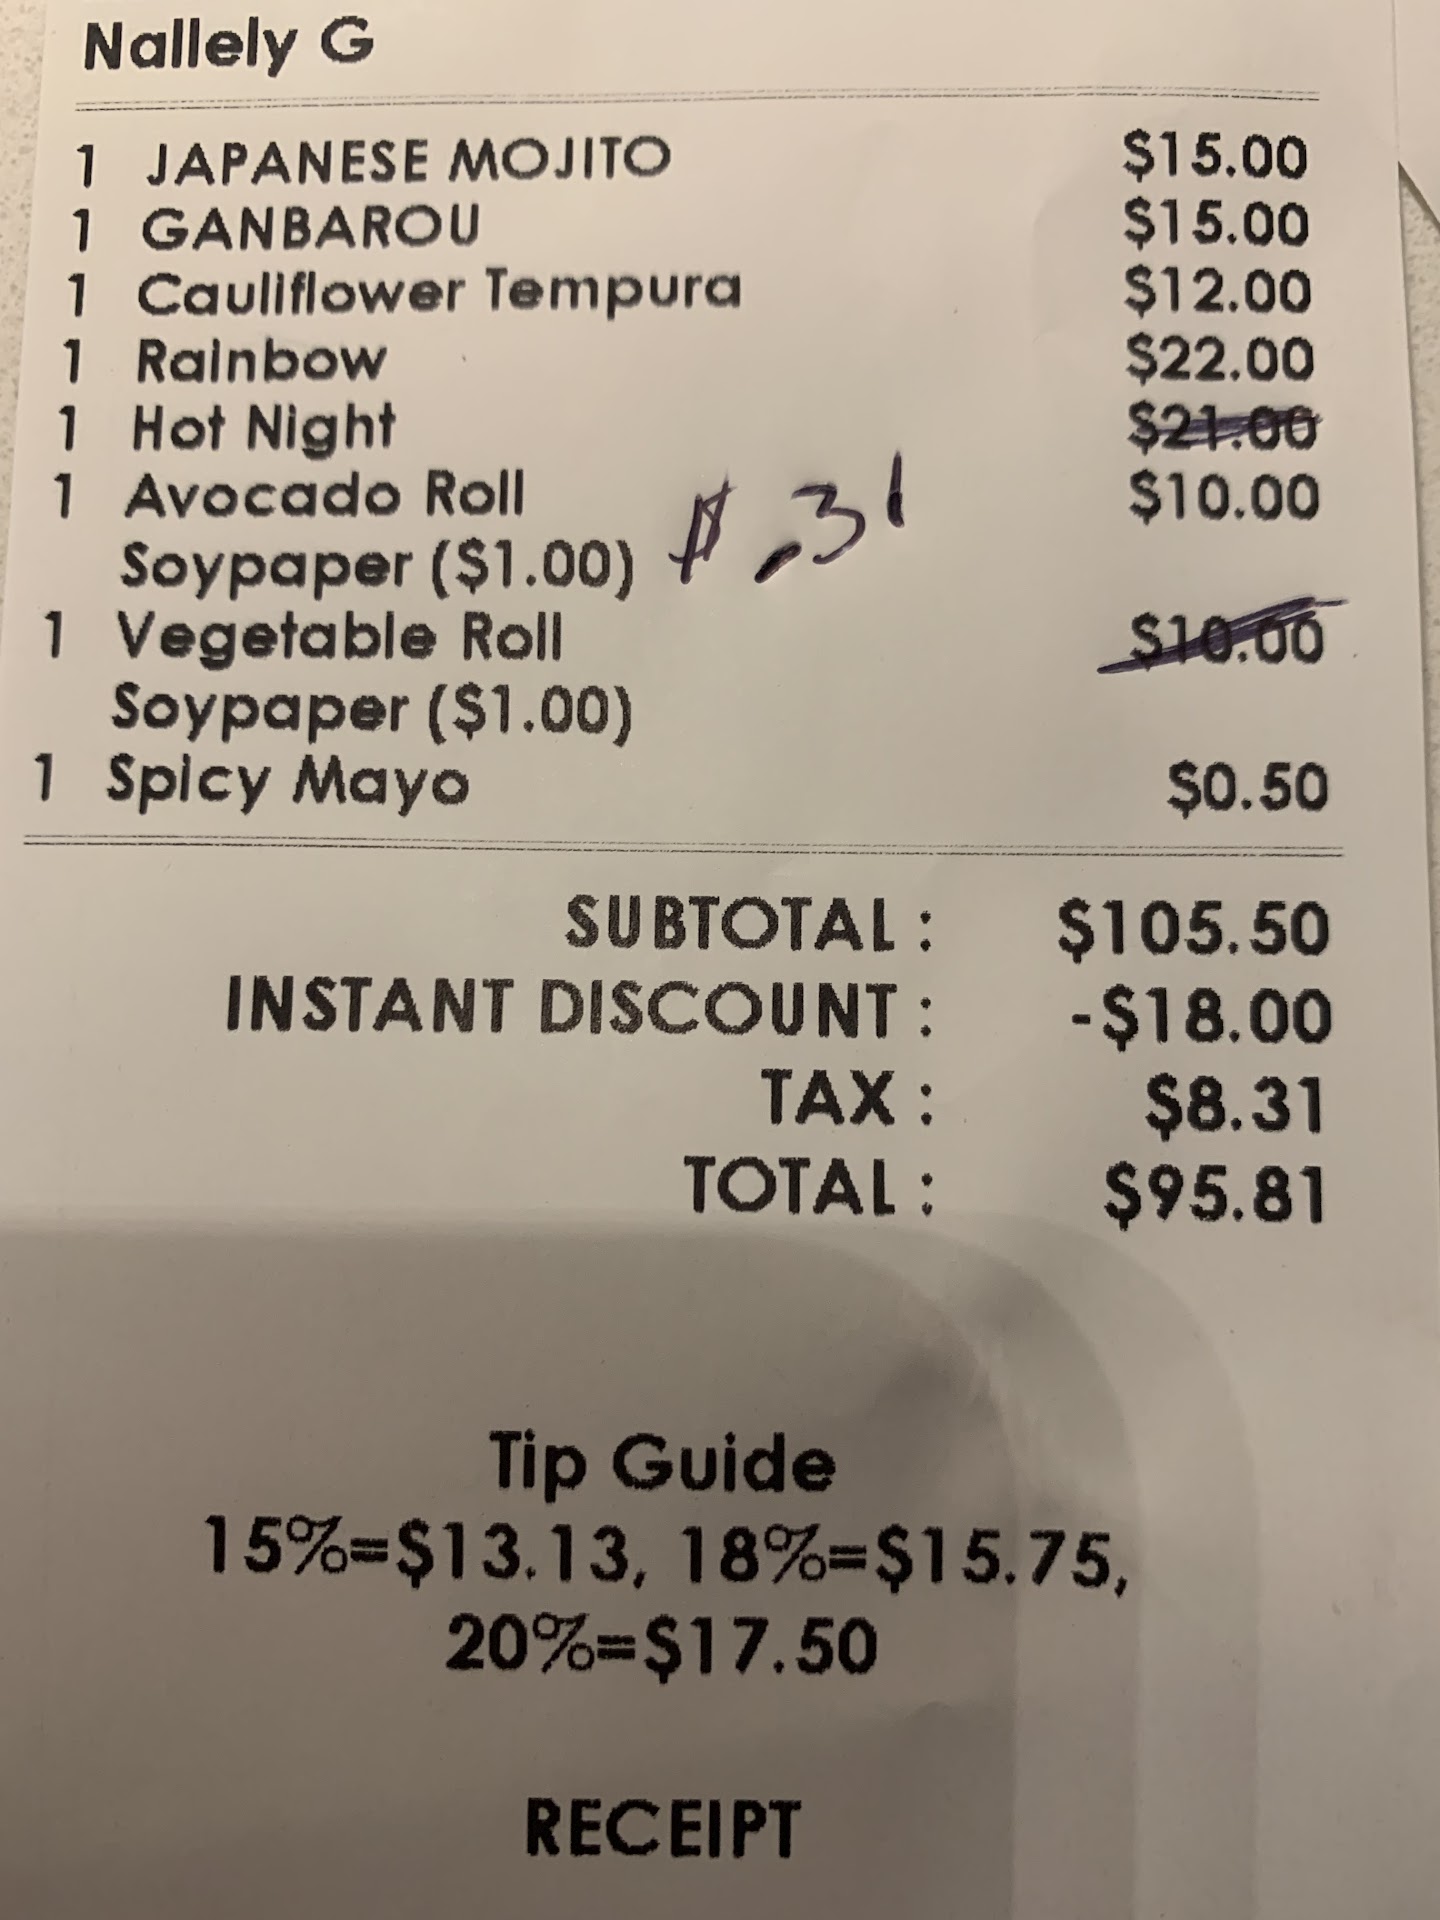 Nallely G
1 JAPANESE MOJITO $15.00
1 GANBAROU $15.00
1 Cauliflower Tempura $12.00
1 Rainbow $22.00
1 Hot Night $21.00
1 Avocado Roll $10.00
Soypaper ($1.00) $ .31
1 Vegetable Roll $10.00
Soypaper ($1.00)
1 Spicy Mayo $0.50
SUBTOTAL : $105.50
INSTANT DISCOUNT : -$18.00
TAX : $8.31
TOTAL : $95.81
Tip Guide
15%=$13.13, 18%=$15.75,
20%=$17.50
RECEIPT